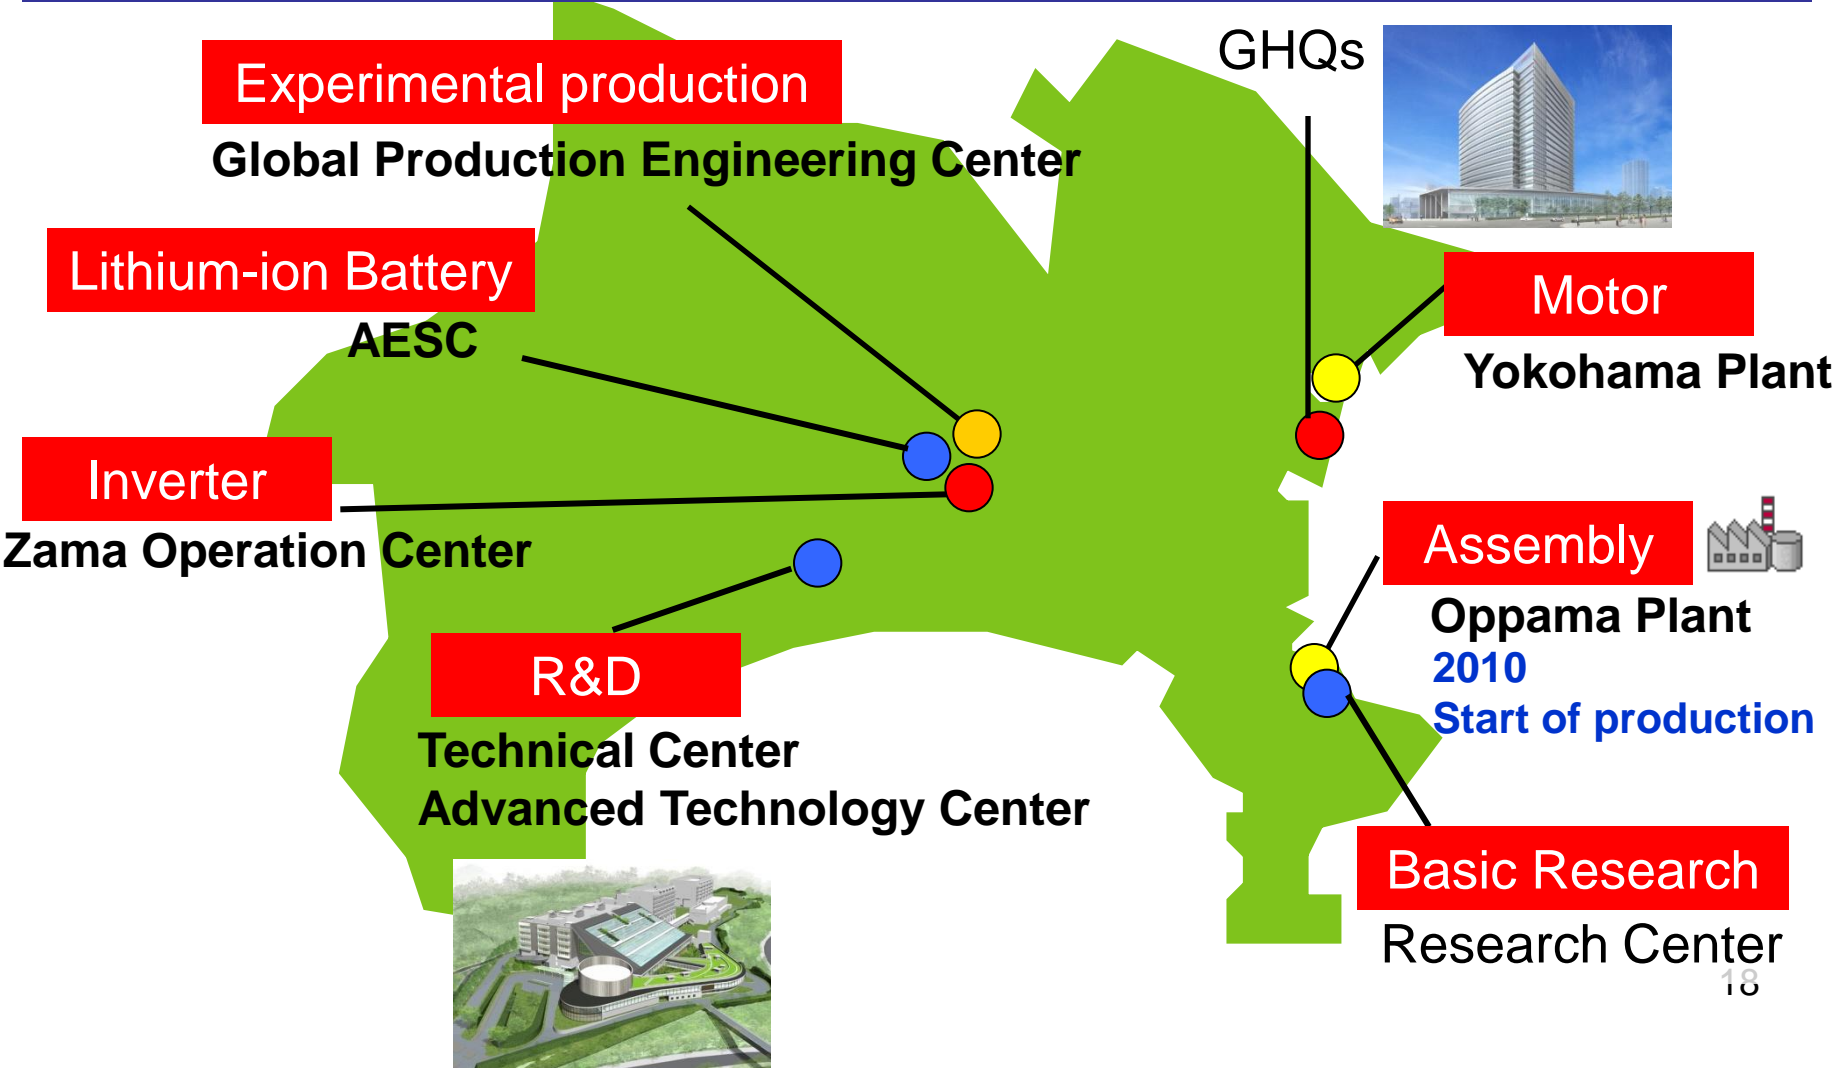 GHQs
Experimental production
Global Production Engineering Center
Lithium-ion Battery
AESC
Motor
Yokohama Plant
Inverter
Zama Operation Center
Assembly
Oppama Plant
2010
Start of production
R&D
Technical Center
Advanced Technology Center
Basic Research
Research Center
18